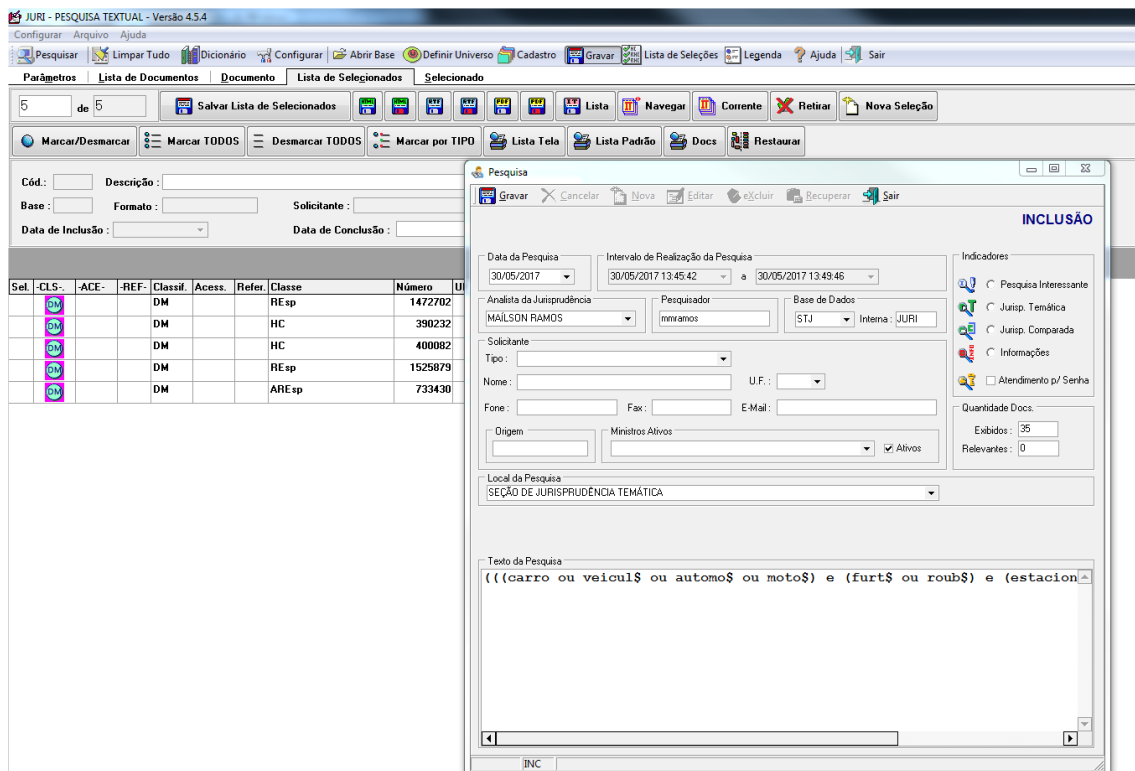 JURI - PESQUISA TEXTUAL - Versão 4.5.4
Configurar Arquivo Ajuda
Pesquisar Limpar Tudo Dicionário Configurar Abrir Base Definir Universo Cadastro Gravar Lista de Seleções Legenda Ajuda Sair
Parâmetros Lista de Documentos Documento Lista de Selecionados Selecionado
5 de 5 Salvar Lista de Selecionados Lista Navegar Corrente Retirar Nova Seleção
Marcar/Desmarcar Marcar TODOS Desmarcar TODOS Marcar por TIPO Lista Tela Lista Padrão Docs Restaurar
Cód.: Descrição :
Base : Formato : Solicitante :
Data de Inclusão : Data de Conclusão :
Sel. -CLS-. -ACE- -REF- Classif. Acess. Refer. Classe Número
DM DM REsp 1472702
DM DM HC 390232
DM DM HC 400082
DM DM REsp 1525879
DM DM AREsp 733430
Pesquisa
Gravar Cancelar Nova Editar eXcluir Recuperar Sair
INCLUSÃO
Data da Pesquisa Intervalo de Realização da Pesquisa
30/05/2017 30/05/2017 13:45:42 a 30/05/2017 13:49:46
Analista da Jurisprudência Pesquisador Base de Dados
MAÍLSON RAMOS mmramos STJ Interna : JURI
Solicitante
Tipo :
Nome : U.F. :
Fone : Fax : E-Mail :
Origem Ministros Ativos
Ativos
Local da Pesquisa
SEÇÃO DE JURISPRUDÊNCIA TEMÁTICA
Indicadores
Pesquisa Interessante
Jurisp. Temática
Jurisp. Comparada
Informações
Atendimento p/ Senha
Quantidade Docs.
Exibidos : 35
Relevantes : 0
Texto da Pesquisa
(((carro ou veicul$ ou automo$ ou moto$) e (furt$ ou roub$) e (estacion
INC